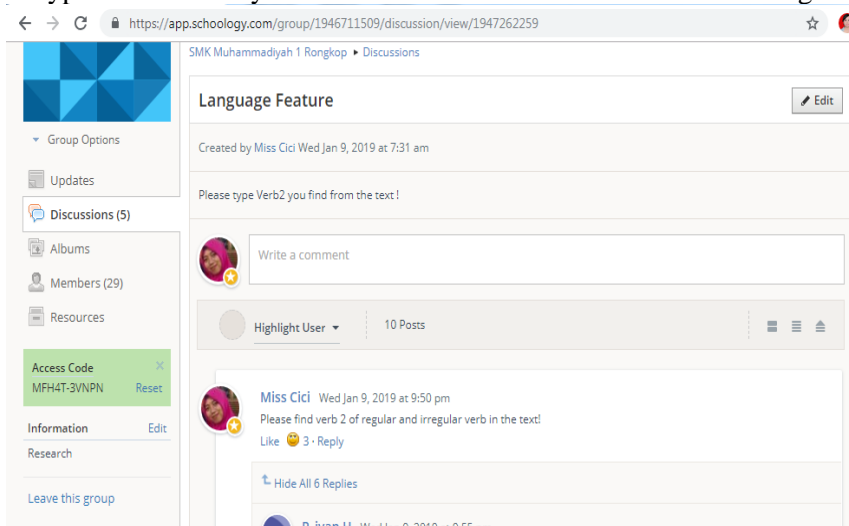 https://app.schoology.com/group/1946711509/discussion/view/1947262259
SMK Muhammadiyah 1 Rongkop ▸ Discussions
Language Feature
Edit
Group Options
Created by Miss Cici Wed Jan 9, 2019 at 7:31 am
Updates
Please type Verb2 you find from the text !
Discussions (5)
Albums
Write a comment
Members (29)
Resources
Highlight User
10 Posts
Access Code
MFH4T-3VNPN Reset
Miss Cici Wed Jan 9, 2019 at 9:50 pm
Please find verb 2 of regular and irregular verb in the text!
Information Edit
Like 3 · Reply
Research
Hide All 6 Replies
Leave this group